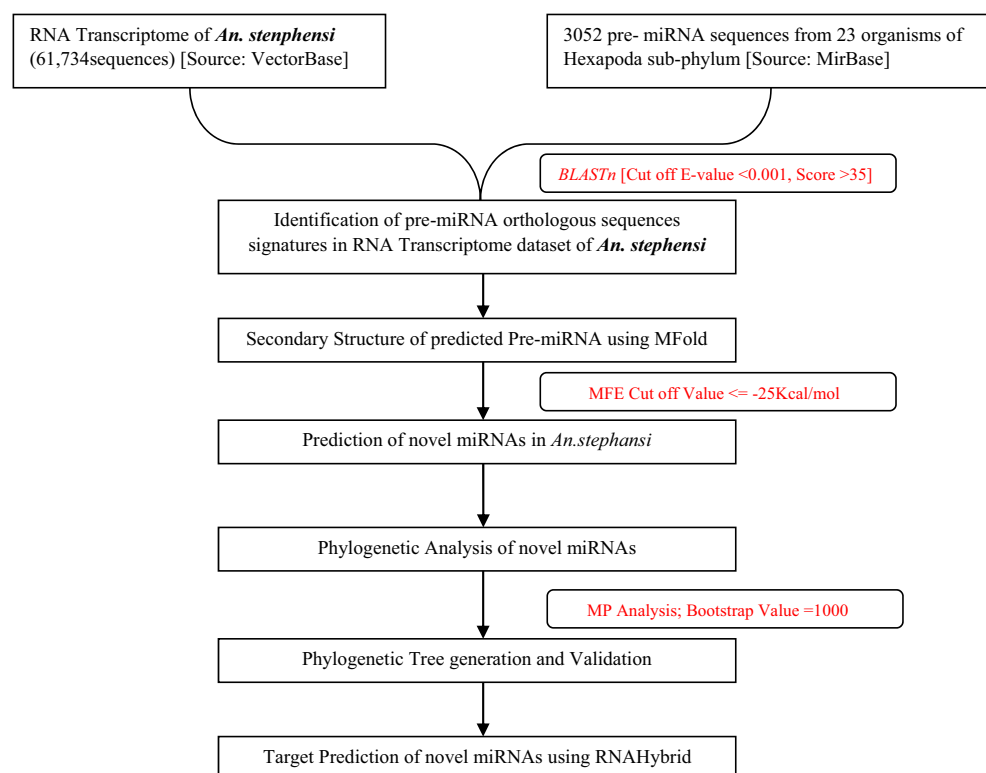 RNA Transcriptome of An. stenphensi
(61,734sequences) [Source: VectorBase]
3052 pre- miRNA sequences from 23 organisms of
Hexapoda sub-phylum [Source: MirBase]
BLASTn [Cut off E-value <0.001, Score >35]
Identification of pre-miRNA orthologous sequences
signatures in RNA Transcriptome dataset of An. stephensi
Secondary Structure of predicted Pre-miRNA using MFold
MFE Cut off Value <= -25Kcal/mol
Prediction of novel miRNAs in An.stephansi
Phylogenetic Analysis of novel miRNAs
MP Analysis; Bootstrap Value =1000
Phylogenetic Tree generation and Validation
Target Prediction of novel miRNAs using RNAHybrid